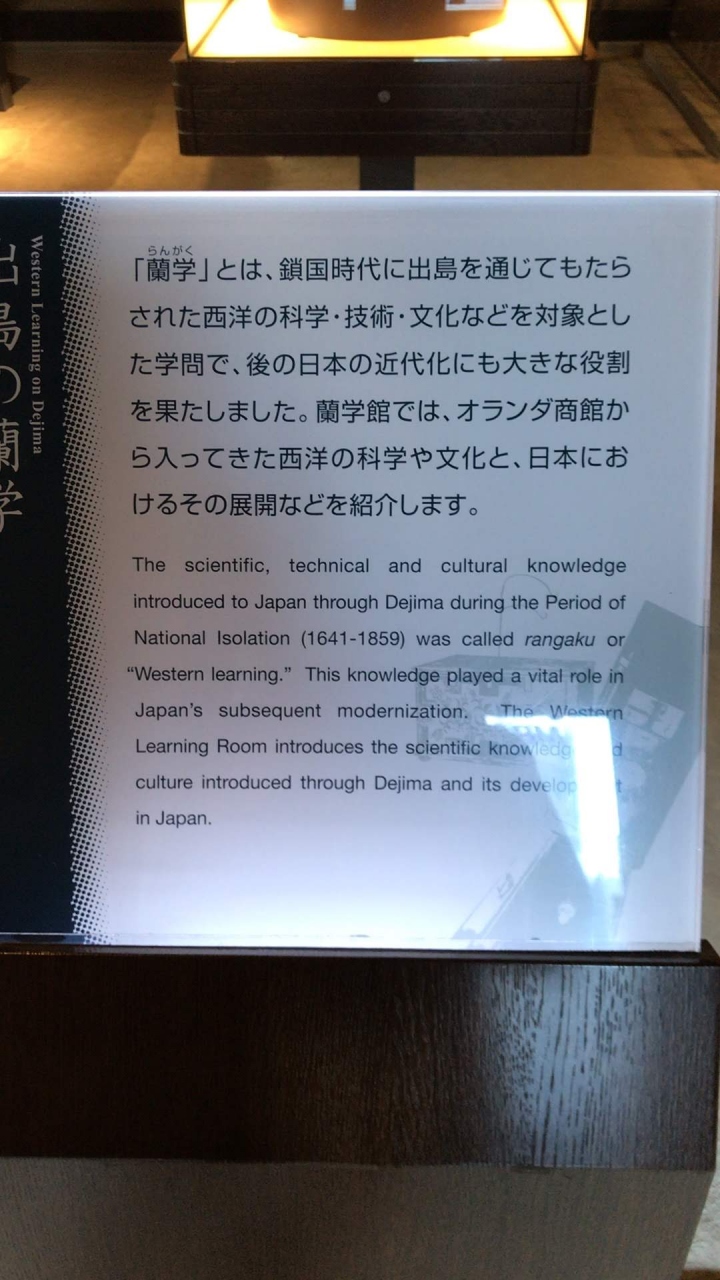 出島の蘭学
Western Learning on Dejima
らんがく
「蘭学」とは、鎖国時代に出島を通じてもたら
された西洋の科学・技術・文化などを対象とし
た学問で、後の日本の近代化にも大きな役割
を果たしました。蘭学館では、オランダ商館か
ら入ってきた西洋の科学や文化と、日本にお
けるその展開などを紹介します。
The scientific, technical and cultural knowledge
introduced to Japan through Dejima during the Period of
National Isolation (1641-1859) was called rangaku or
“Western learning.” This knowledge played a vital role in
Japan’s subsequent modernization. The Western
Learning Room introduces the scientific knowledge and
culture introduced through Dejima and its development
in Japan.